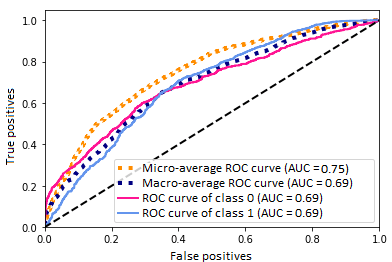 1.0
0.8
0.6
0.4
0.2
0.0
True positives
0.0 0.2 0.4 0.6 0.8 1.0
False positives
Micro-average ROC curve (AUC = 0.75)
Macro-average ROC curve (AUC = 0.69)
ROC curve of class 0 (AUC = 0.69)
ROC curve of class 1 (AUC = 0.69)